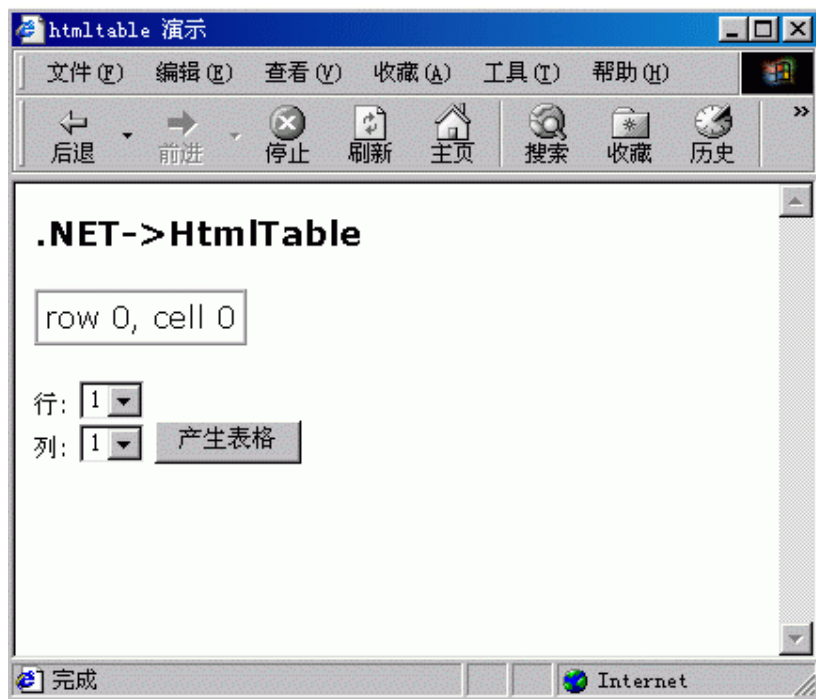 htmltable 演示
文件(F) 编辑(E) 查看(V) 收藏(A) 工具(T) 帮助(H)
后退 前进 停止 刷新 主页 搜索 收藏 历史 »
.NET->HtmlTable
row 0, cell 0
行: 1
列: 1 产生表格
完成 Internet